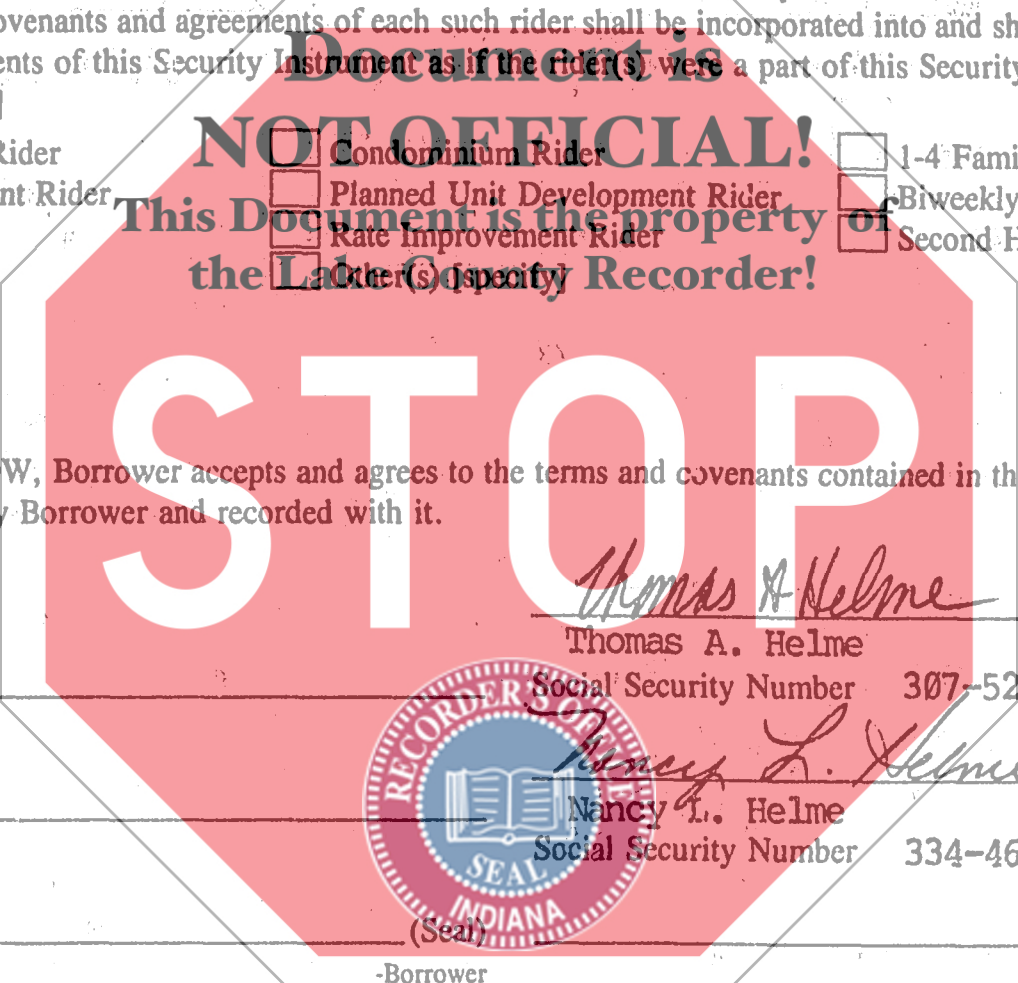 ovenants and agreements of each such rider shall be incorporated into and sh
ents of this Security Instrument as if the rider(s) were a part of this Security
Document is
NOT OFFICIAL!
This Document is the property of
the Lake County Recorder!
Rider
Condominium Rider
1-4 Fami
nt Rider
Planned Unit Development Rider
Biweekly
Rate Improvement Rider
Second H
Other(s) [specify]
STOP
W, Borrower accepts and agrees to the terms and covenants contained in th
y Borrower and recorded with it.
Thomas A Helme
Thomas A. Helme
Social Security Number 307-52
Nancy L. Helme
Nancy L. Helme
Social Security Number 334-46
RECORDER'S OFFICE
SEAL
INDIANA
(Seal)
-Borrower